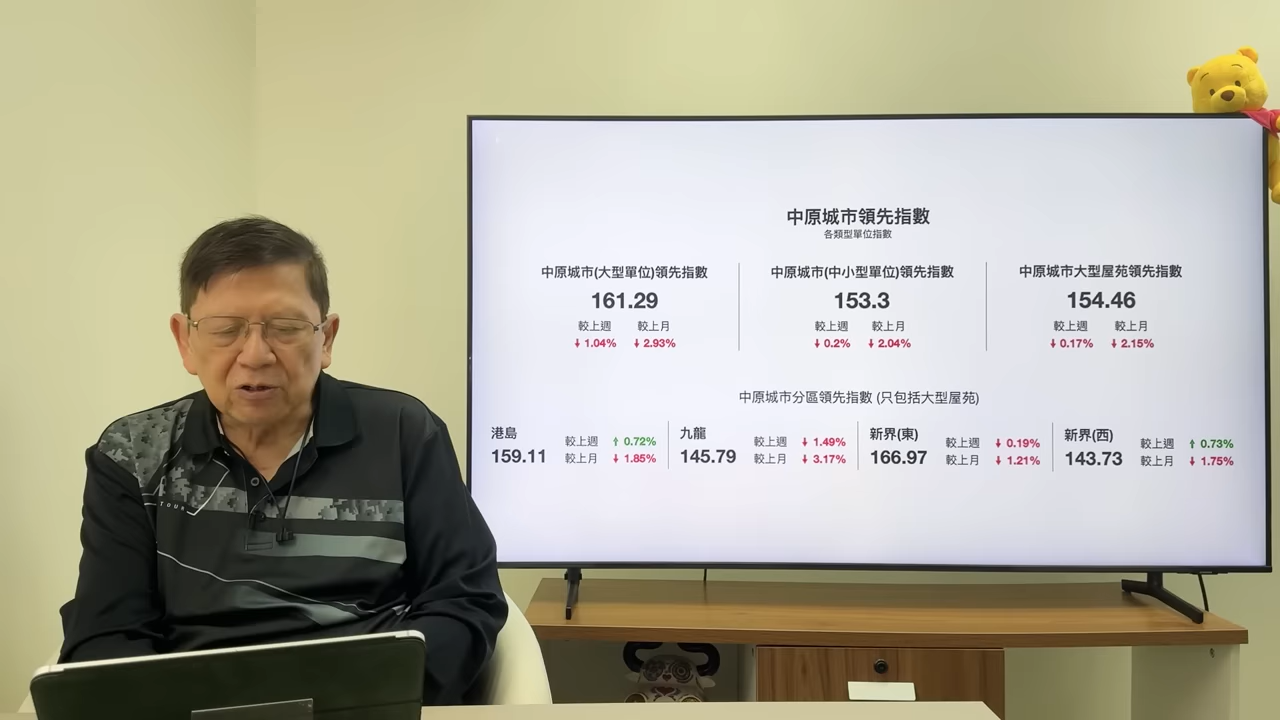 中原城市領先指數
各類型單位指數
中原城市(大型單位)領先指數
161.29
較上週 較上月
↓ 1.04% ↓ 2.93%
中原城市(中小型單位)領先指數
153.3
較上週 較上月
↓ 0.2% ↓ 2.04%
中原城市大型屋苑領先指數
154.46
較上週 較上月
↓ 0.17% ↓ 2.15%
中原城市分區領先指數 (只包括大型屋苑)
港島
159.11
較上週 ↑ 0.72%
較上月 ↓ 1.85%
九龍
145.79
較上週 ↓ 1.49%
較上月 ↓ 3.17%
新界(東)
166.97
較上週 ↓ 0.19%
較上月 ↓ 1.21%
新界(西)
143.73
較上週 ↑ 0.73%
較上月 ↓ 1.75%
TOUR